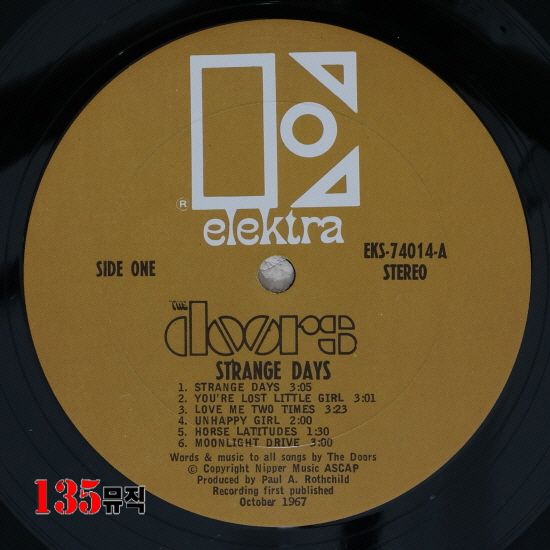 ®
elektra
SIDE ONE
EKS-74014-A
STEREO
THE
doors
STRANGE DAYS
1. STRANGE DAYS 3:05
2. YOU'RE LOST LITTLE GIRL 3:01
3. LOVE ME TWO TIMES 3:23
4. UNHAPPY GIRL 2:00
5. HORSE LATITUDES 1:30
6. MOONLIGHT DRIVE 3:00
Words & music to all songs by The Doors
© Copyright Nipper Music ASCAP
Produced by Paul A. Rothchild
Recording first published
October 1967
135뮤직